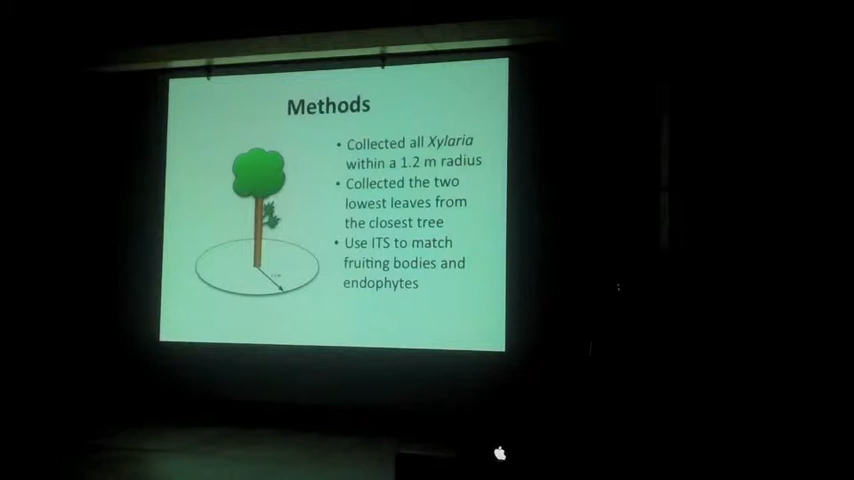 Methods
• Collected all Xylaria
within a 1.2 m radius
• Collected the two
lowest leaves from
the closest tree
• Use ITS to match
fruiting bodies and
endophytes